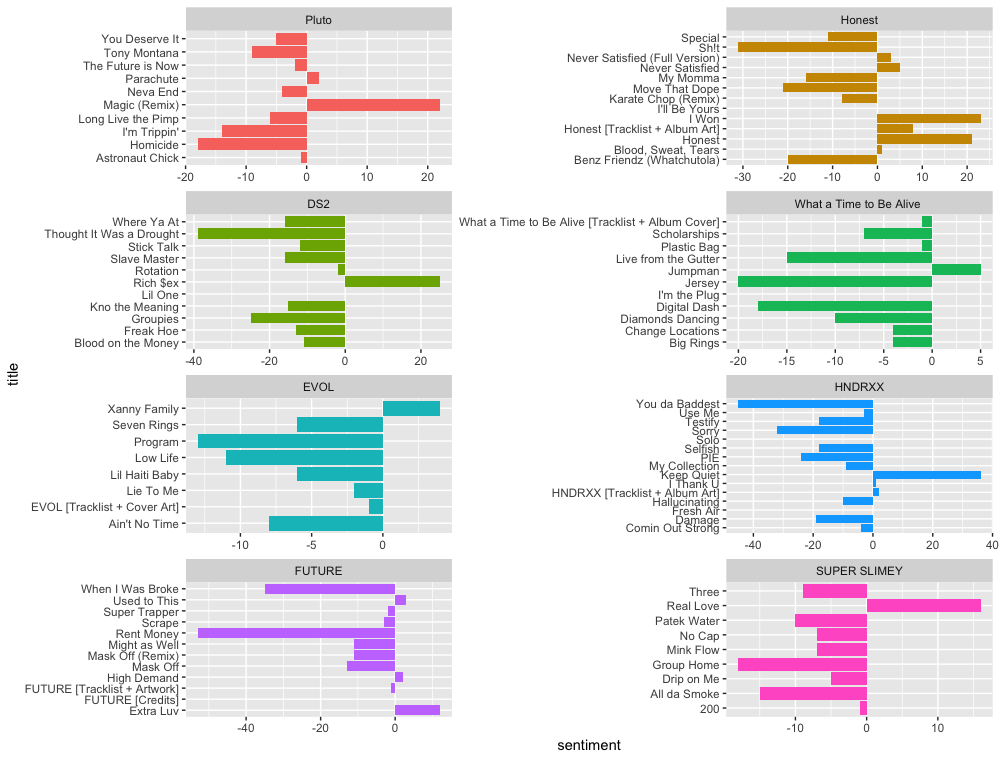 title
Pluto
You Deserve It
Tony Montana
The Future is Now
Parachute
Neva End
Magic (Remix)
Long Live the Pimp
I'm Trippin'
Homicide
Astronaut Chick
-20 -10 0 10 20
Honest
Special
Sh!t
Never Satisfied (Full Version)
Never Satisfied
My Momma
Move That Dope
Karate Chop (Remix)
I'll Be Yours
I Won
Honest [Tracklist + Album Art]
Honest
Blood, Sweat, Tears
Benz Friendz (Whatchutola)
-30 -20 -10 0 10 20
DS2
Where Ya At
Thought It Was a Drought
Stick Talk
Slave Master
Rotation
Rich $ex
Lil One
Kno the Meaning
Groupies
Freak Hoe
Blood on the Money
-40 -20 0 20
What a Time to Be Alive
What a Time to Be Alive [Tracklist + Album Cover]
Scholarships
Plastic Bag
Live from the Gutter
Jumpman
Jersey
I'm the Plug
Digital Dash
Diamonds Dancing
Change Locations
Big Rings
-20 -15 -10 -5 0 5
EVOL
Xanny Family
Seven Rings
Program
Low Life
Lil Haiti Baby
Lie To Me
EVOL [Tracklist + Cover Art]
Ain't No Time
-10 -5 0
HNDRXX
You da Baddest
Use Me
Testify
Sorry
Solo
Selfish
PIE
My Collection
Keep Quiet
I Thank U
HNDRXX [Tracklist + Album Art]
Hallucinating
Fresh Air
Damage
Comin Out Strong
-40 -20 0 20 40
FUTURE
When I Was Broke
Used to This
Super Trapper
Scrape
Rent Money
Might as Well
Mask Off (Remix)
Mask Off
High Demand
FUTURE [Tracklist + Artwork]
FUTURE [Credits]
Extra Luv
-40 -20 0
SUPER SLIMEY
Three
Real Love
Patek Water
No Cap
Mink Flow
Group Home
Drip on Me
All da Smoke
200
-10 0 10
sentiment